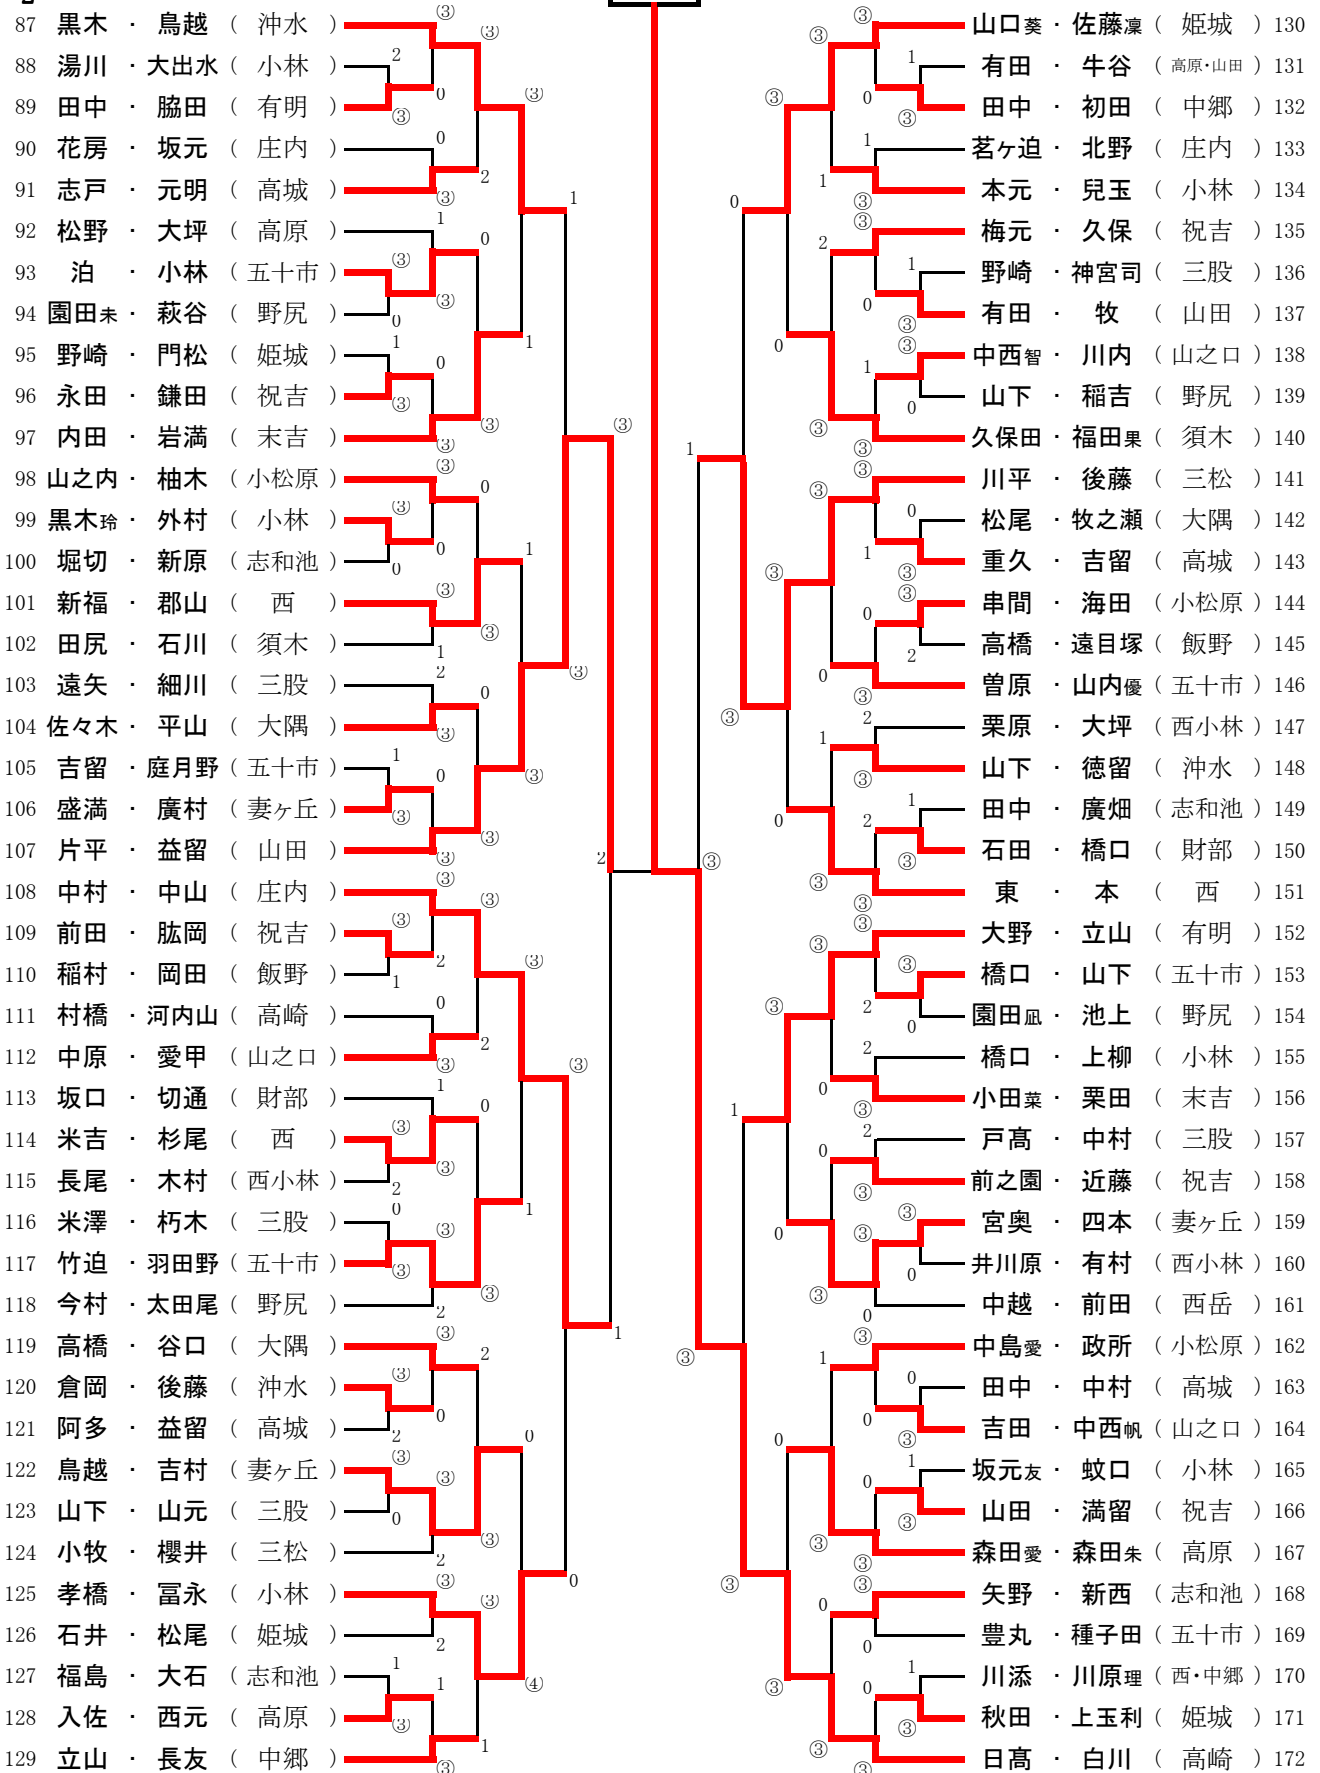 87 黒木 ・ 鳥越 ( 沖水 )
88 湯川 ・ 大出水 ( 小林 )
89 田中 ・ 脇田 ( 有明 )
90 花房 ・ 坂元 ( 庄内 )
91 志戸 ・ 元明 ( 高城 )
92 松野 ・ 大坪 ( 高原 )
93 泊 ・ 小林 ( 五十市 )
94 園田未 ・ 萩谷 ( 野尻 )
95 野崎 ・ 門松 ( 姫城 )
96 永田 ・ 鎌田 ( 祝吉 )
97 内田 ・ 岩満 ( 末吉 )
98 山之内 ・ 柚木 ( 小松原 )
99 黒木玲 ・ 外村 ( 小林 )
100 堀切 ・ 新原 ( 志和池 )
101 新福 ・ 郡山 ( 西 )
102 田尻 ・ 石川 ( 須木 )
103 遠矢 ・ 細川 ( 三股 )
104 佐々木 ・ 平山 ( 大隅 )
105 吉留 ・ 庭月野 ( 五十市 )
106 盛満 ・ 廣村 ( 妻ヶ丘 )
107 片平 ・ 益留 ( 山田 )
108 中村 ・ 中山 ( 庄内 )
109 前田 ・ 肱岡 ( 祝吉 )
110 稲村 ・ 岡田 ( 飯野 )
111 村橋 ・ 河内山 ( 高崎 )
112 中原 ・ 愛甲 ( 山之口 )
113 坂口 ・ 切通 ( 財部 )
114 米吉 ・ 杉尾 ( 西 )
115 長尾 ・ 木村 ( 西小林 )
116 米澤 ・ 朽木 ( 三股 )
117 竹迫 ・ 羽田野 ( 五十市 )
118 今村 ・ 太田尾 ( 野尻 )
119 高橋 ・ 谷口 ( 大隅 )
120 倉岡 ・ 後藤 ( 沖水 )
121 阿多 ・ 益留 ( 高城 )
122 鳥越 ・ 吉村 ( 妻ヶ丘 )
123 山下 ・ 山元 ( 三股 )
124 小牧 ・ 櫻井 ( 三松 )
125 孝橋 ・ 冨永 ( 小林 )
126 石井 ・ 松尾 ( 姫城 )
127 福島 ・ 大石 ( 志和池 )
128 入佐 ・ 西元 ( 高原 )
129 立山 ・ 長友 ( 中郷 )
山口葵 ・ 佐藤凜 ( 姫城 ) 130
有田 ・ 牛谷 ( 高原・山田 ) 131
田中 ・ 初田 ( 中郷 ) 132
茗ヶ迫 ・ 北野 ( 庄内 ) 133
本元 ・ 兒玉 ( 小林 ) 134
梅元 ・ 久保 ( 祝吉 ) 135
野崎 ・ 神宮司 ( 三股 ) 136
有田 ・ 牧 ( 山田 ) 137
中西智 ・ 川内 ( 山之口 ) 138
山下 ・ 稲吉 ( 野尻 ) 139
久保田 ・ 福田果 ( 須木 ) 140
川平 ・ 後藤 ( 三松 ) 141
松尾 ・ 牧之瀬 ( 大隅 ) 142
重久 ・ 吉留 ( 高城 ) 143
串間 ・ 海田 ( 小松原 ) 144
高橋 ・ 遠目塚 ( 飯野 ) 145
曽原 ・ 山内優 ( 五十市 ) 146
栗原 ・ 大坪 ( 西小林 ) 147
山下 ・ 徳留 ( 沖水 ) 148
田中 ・ 廣畑 ( 志和池 ) 149
石田 ・ 橋口 ( 財部 ) 150
東 ・ 本 ( 西 ) 151
大野 ・ 立山 ( 有明 ) 152
橋口 ・ 山下 ( 五十市 ) 153
園田凪 ・ 池上 ( 野尻 ) 154
橋口 ・ 上柳 ( 小林 ) 155
小田菜 ・ 栗田 ( 末吉 ) 156
戸髙 ・ 中村 ( 三股 ) 157
前之園 ・ 近藤 ( 祝吉 ) 158
宮奥 ・ 四本 ( 妻ヶ丘 ) 159
井川原 ・ 有村 ( 西小林 ) 160
中越 ・ 前田 ( 西岳 ) 161
中島愛 ・ 政所 ( 小松原 ) 162
田中 ・ 中村 ( 高城 ) 163
吉田 ・ 中西帆 ( 山之口 ) 164
坂元友 ・ 蚊口 ( 小林 ) 165
山田 ・ 満留 ( 祝吉 ) 166
森田愛 ・ 森田朱 ( 高原 ) 167
矢野 ・ 新西 ( 志和池 ) 168
豊丸 ・ 種子田 ( 五十市 ) 169
川添 ・ 川原理 ( 西・中郷 ) 170
秋田 ・ 上玉利 ( 姫城 ) 171
日髙 ・ 白川 ( 高崎 ) 172